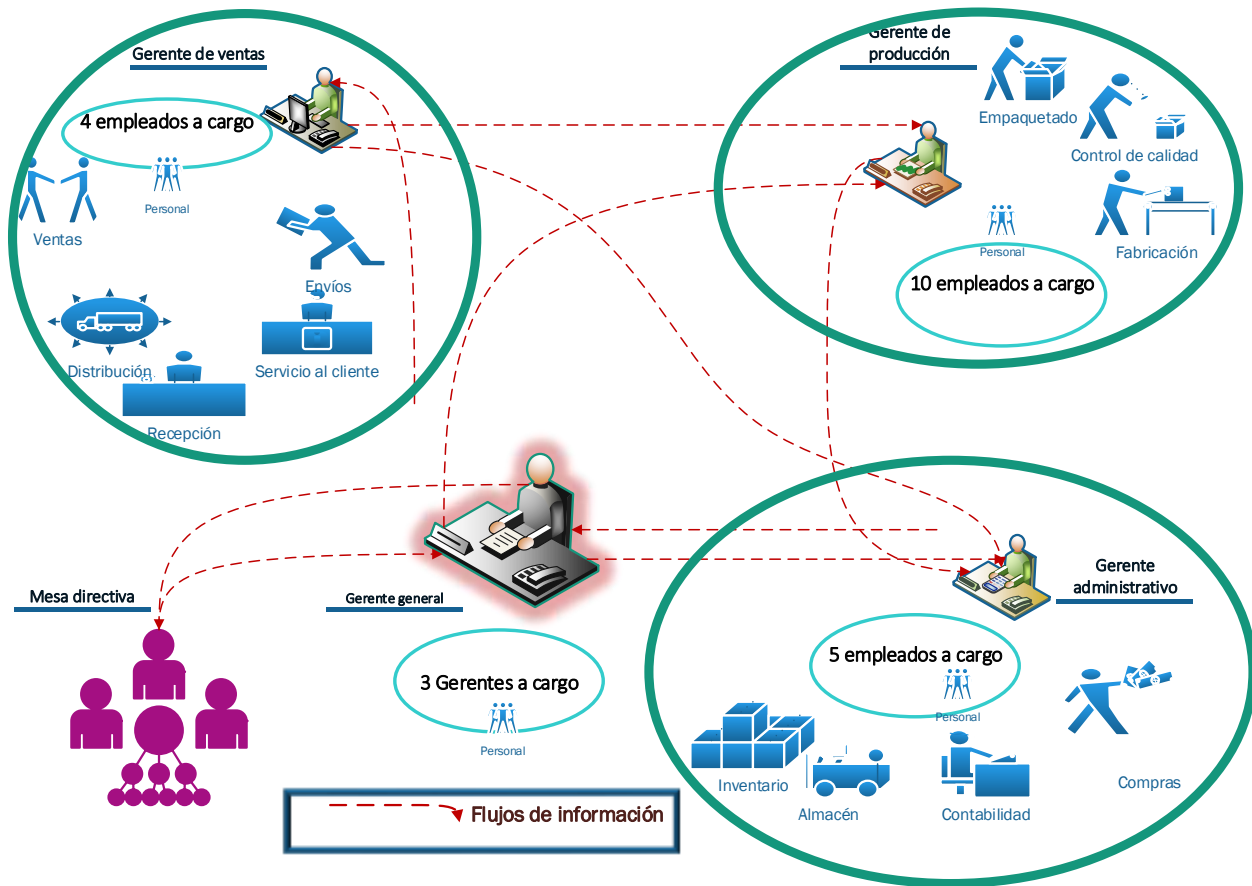 Gerente de ventas
4 empleados a cargo
Personal
Ventas
Envíos
Distribución
Servicio al cliente
Recepción
Gerente de
producción
Empaquetado
Control de calidad
Fabricación
Personal
10 empleados a cargo
Mesa directiva
Gerente general
3 Gerentes a cargo
Personal
Gerente
administrativo
5 empleados a cargo
Personal
Inventario
Almacén
Contabilidad
Compras
Flujos de información